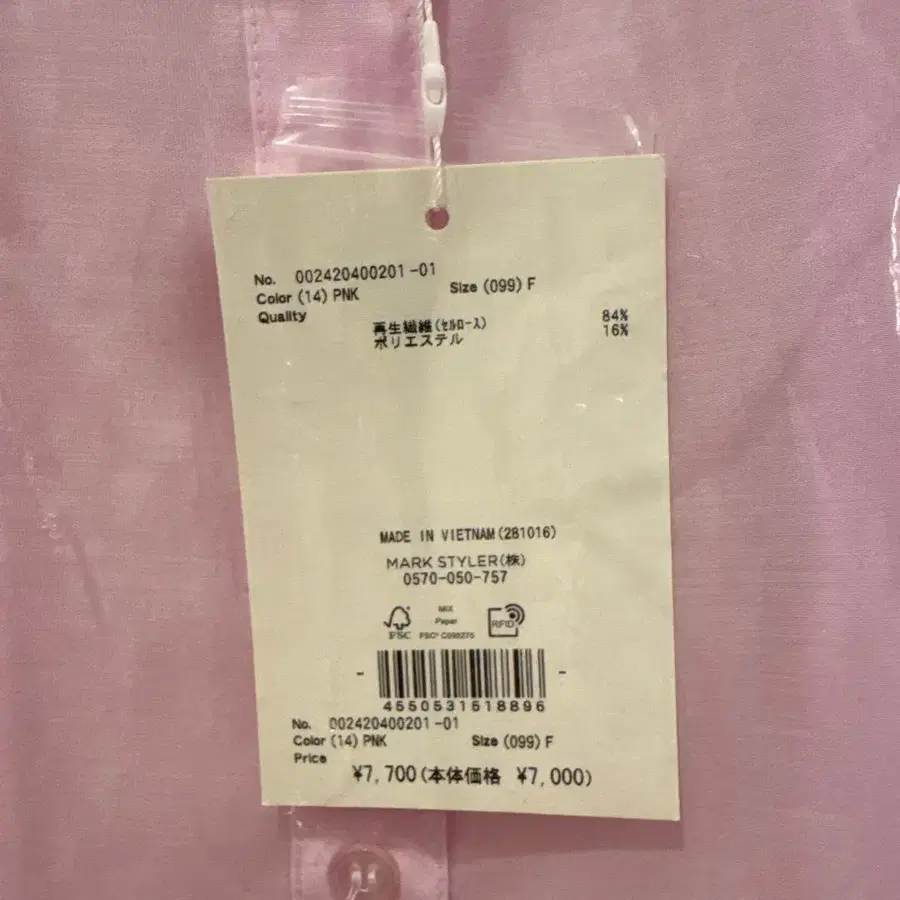 No. 002420400201-01
Color (14) PNK Size (099) F
Quality
再生繊維(セルロース) 84%
ポリエステル 16%
MADE IN VIETNAM(281016)
MARK STYLER(株)
0570-050-757
FSC MIX Paper FSC® C095275 RFID
4550531518896
No. 002420400201-01
Color (14) PNK Size (099) F
Price
¥7,700(本体価格 ¥7,000)